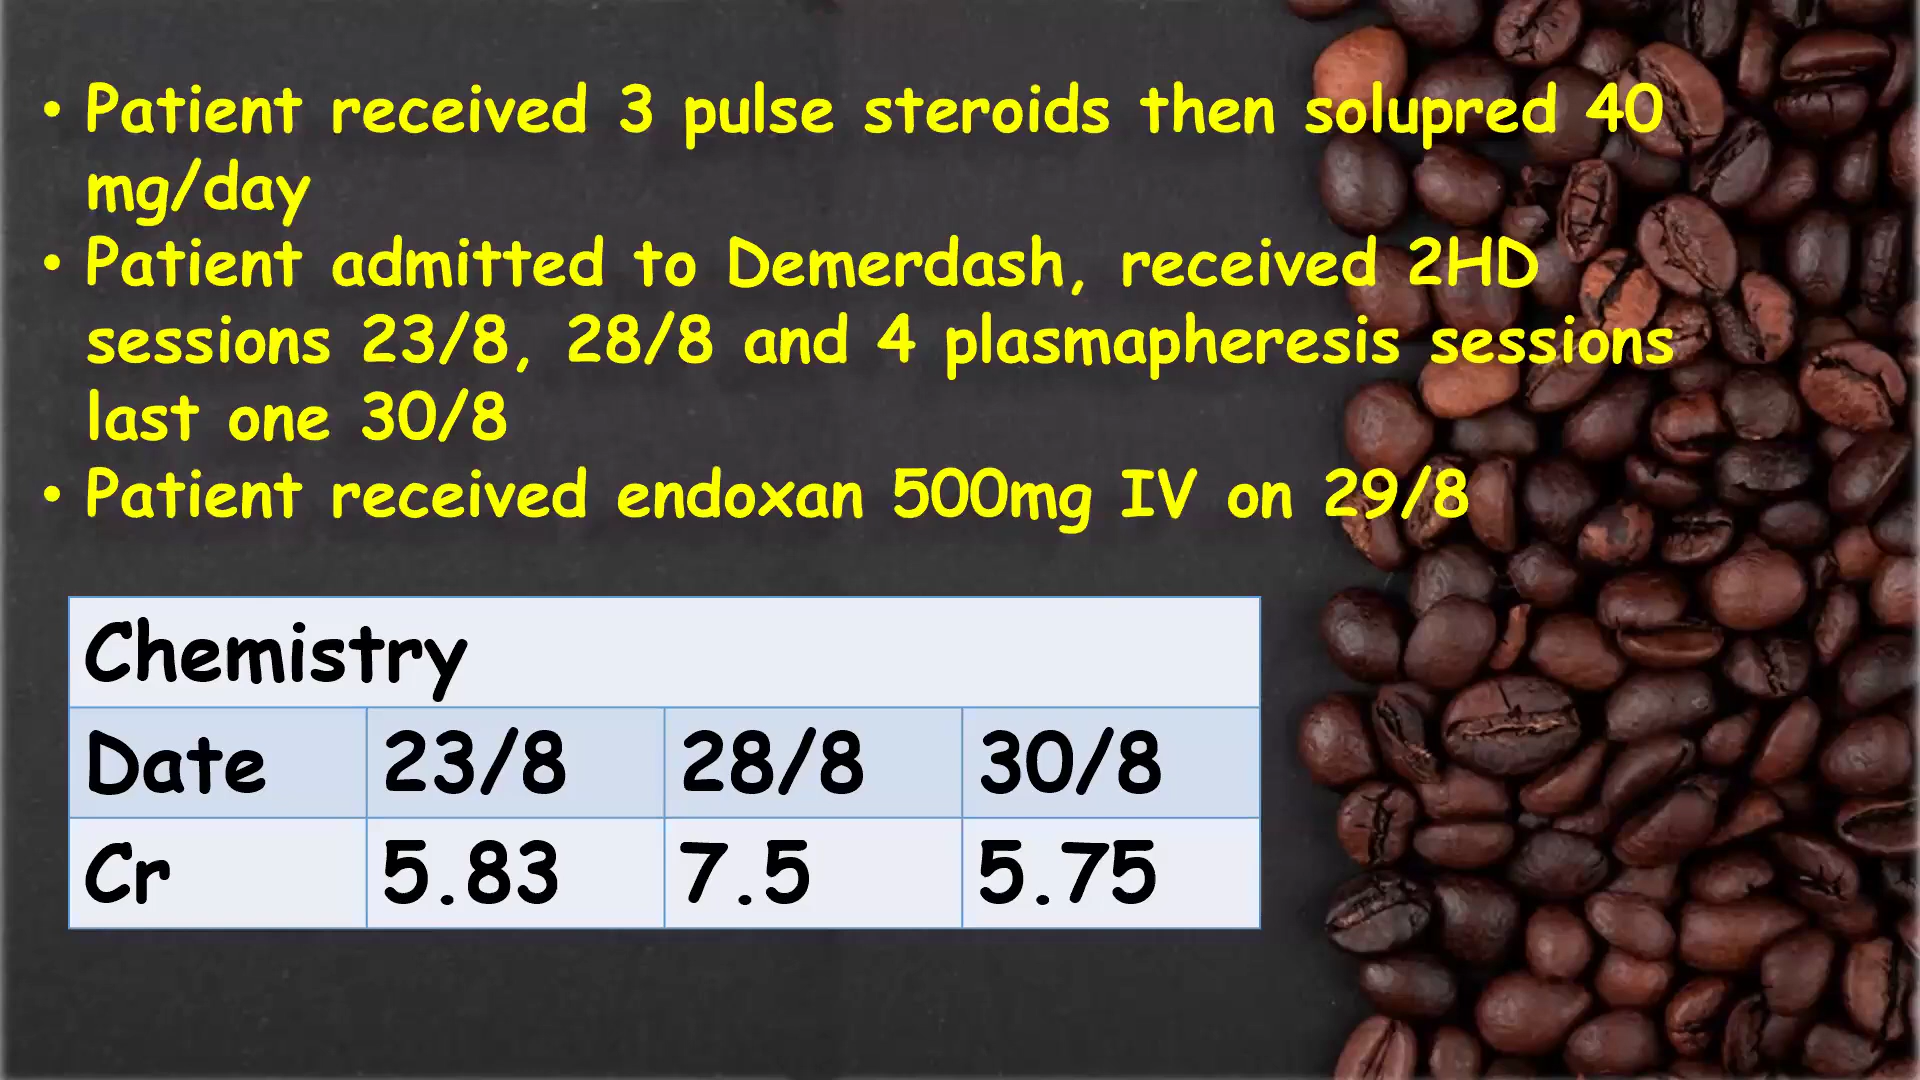 • Patient received 3 pulse steroids then solupred 40
mg/day
• Patient admitted to Demerdash, received 2HD
sessions 23/8, 28/8 and 4 plasmapheresis sessions
last one 30/8
• Patient received endoxan 500mg IV on 29/8
Chemistry
Date 23/8 28/8 30/8
Cr 5.83 7.5 5.75